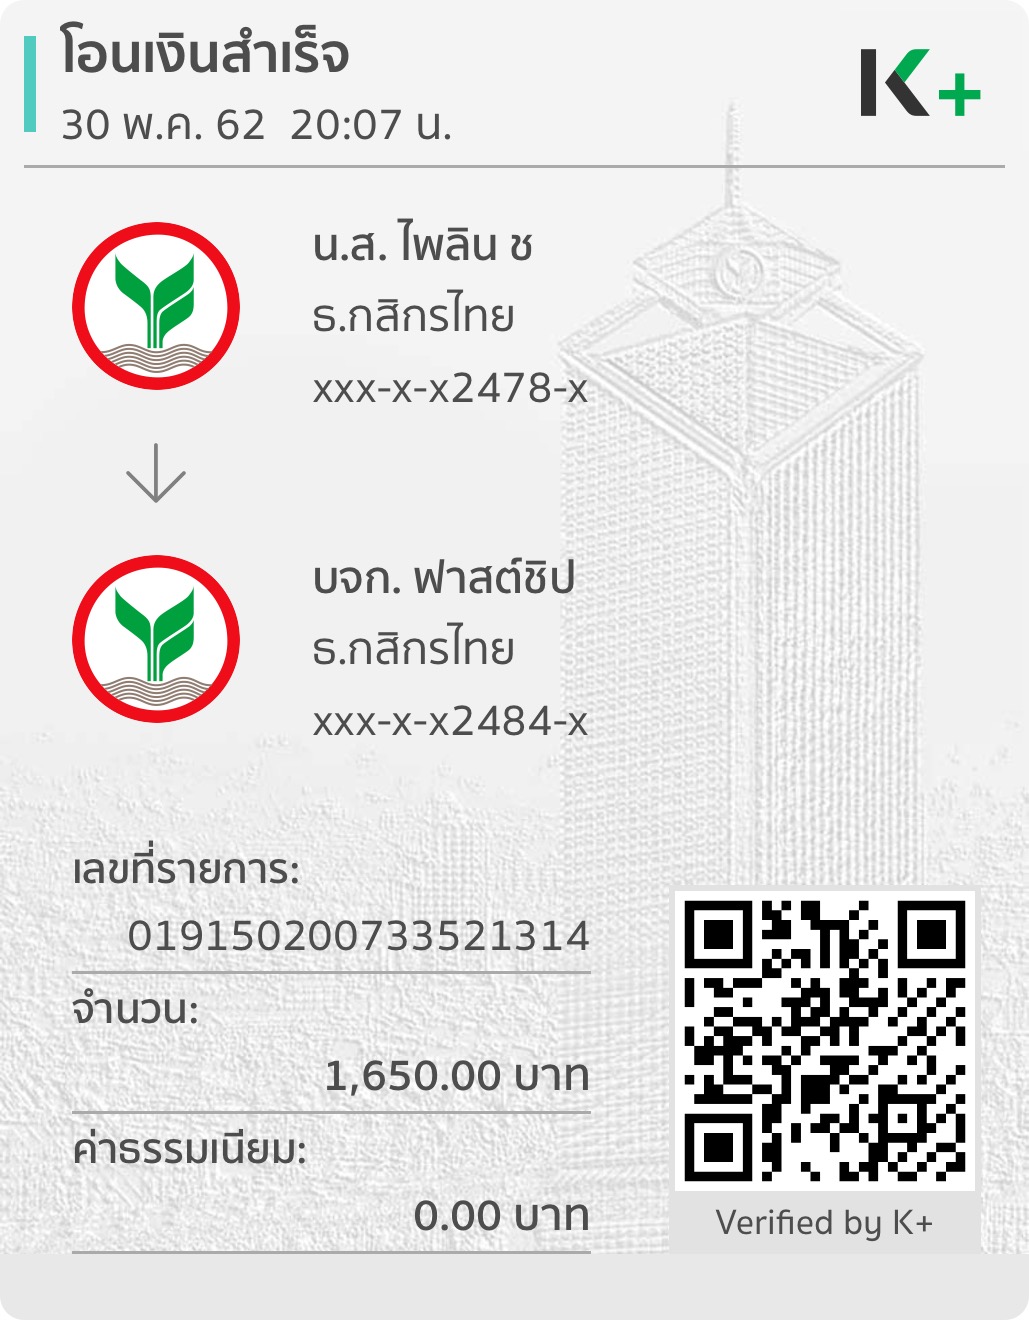 โอนเงินสำเร็จ
30 พ.ค. 62  20:07 น.
K+
น.ส. ไพลิน ช
ธ.กสิกรไทย
xxx-x-x2478-x
บจก. ฟาสต์ชิป
ธ.กสิกรไทย
xxx-x-x2484-x
เลขที่รายการ:
019150200733521314
จำนวน:
1,650.00 บาท
ค่าธรรมเนียม:
0.00 บาท
Verified by K+